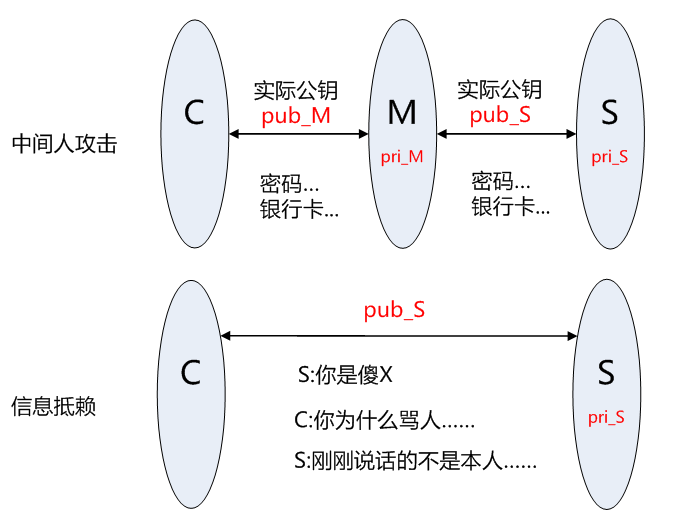 中间人攻击
C
实际公钥
pub_M
密码...
银行卡...
M
pri_M
实际公钥
pub_S
密码...
银行卡...
S
pri_S
信息抵赖
C
pub_S
S:你是傻X
C:你为什么骂人……
S:刚刚说话的不是本人……
S
pri_S